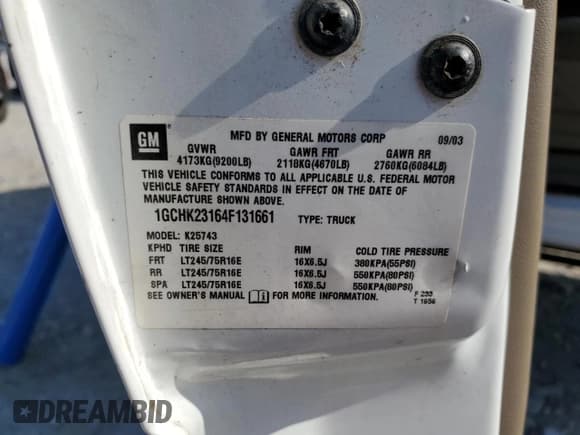 GM
MFD BY GENERAL MOTORS CORP 09/03
GVWR GAWR FRT GAWR RR
4173KG(9200LB) 2118KG(4670LB) 2760KG(6084LB)
THIS VEHICLE CONFORMS TO ALL APPLICABLE U.S. FEDERAL MOTOR
VEHICLE SAFETY STANDARDS IN EFFECT ON THE DATE OF
MANUFACTURE SHOWN ABOVE.
1GCHK23164F131661 TYPE: TRUCK
MODEL: K25743
KPHD TIRE SIZE RIM COLD TIRE PRESSURE
FRT LT245/75R16E 16X6.5J 380KPA(55PSI)
RR LT245/75R16E 16X6.5J 550KPA(80PSI)
SPA LT245/75R16E 16X6.5J 550KPA(80PSI)
SEE OWNER'S MANUAL FOR MORE INFORMATION.
DREAMBID